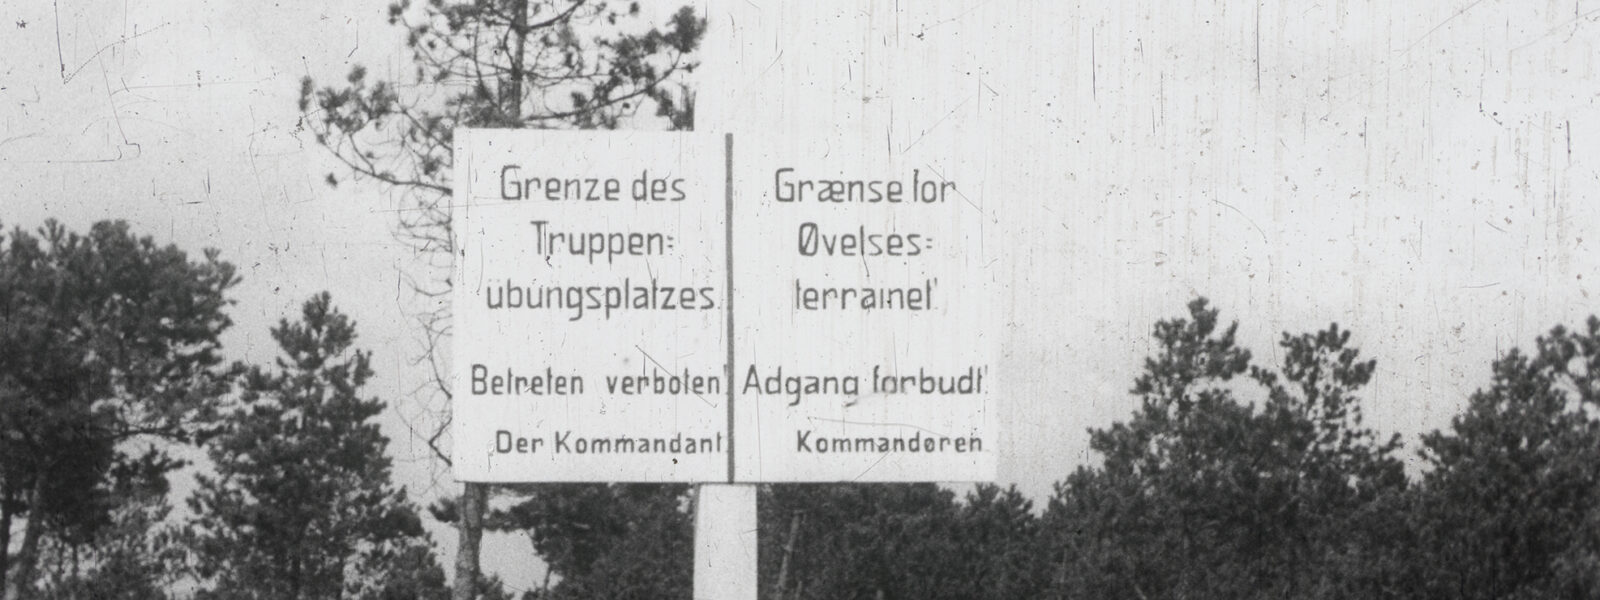 Grenze des
Truppen=
übungsplatzes.
Betreten verboten!
Der Kommandant
Grænse for
Øvelses=
terrainet!
Adgang forbudt!
Kommandøren